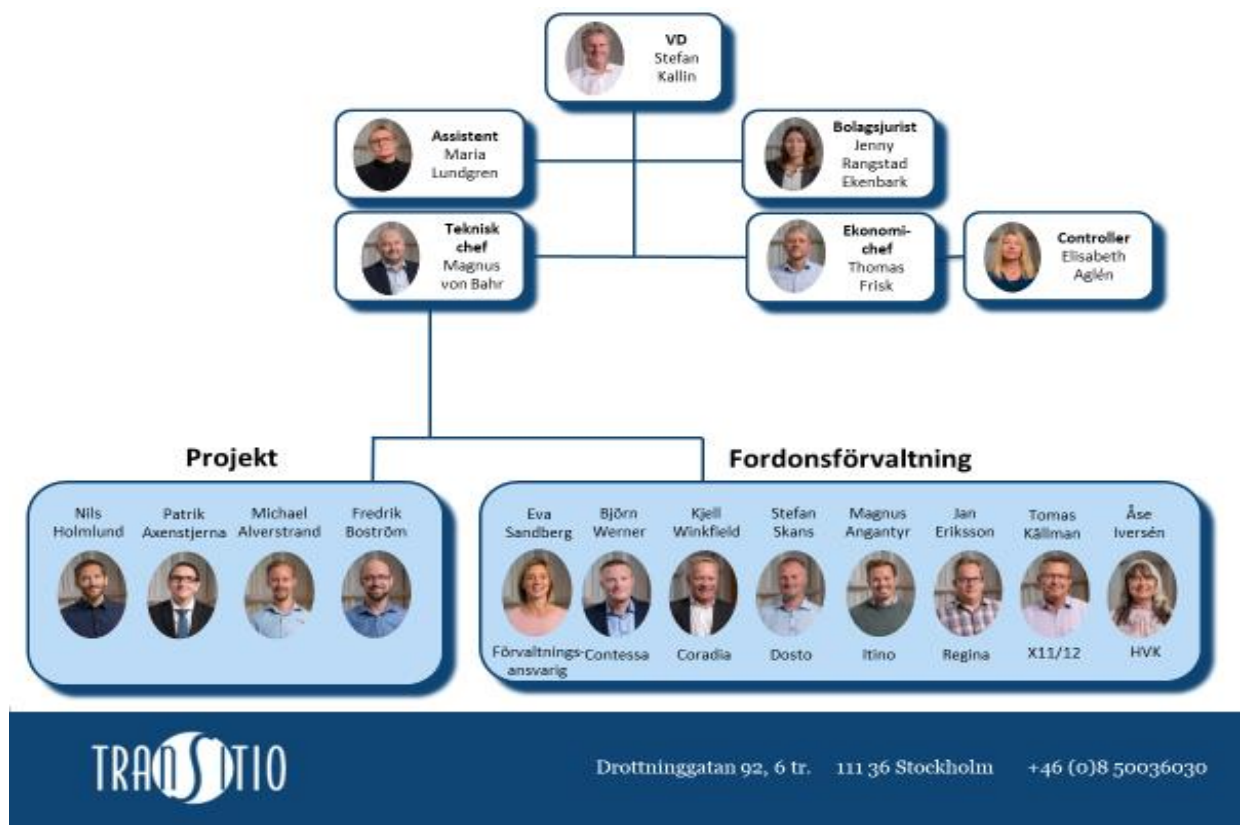 VD
Stefan
Kallin
Assistent
Maria
Lundgren
Bolagsjurist
Jenny
Rangstad
Ekenbark
Teknisk
chef
Magnus
von Bahr
Ekonomi-
chef
Thomas
Frisk
Controller
Elisabeth
Aglén
Projekt
Nils
Holmlund
Patrik
Axenstjerna
Michael
Alverstrand
Fredrik
Boström
Fordonsförvaltning
Eva
Sandberg
Förvaltnings-
ansvarig
Björn
Werner
Contessa
Kjell
Winkfield
Coradia
Stefan
Skans
Dosto
Magnus
Angantyr
Itino
Jan
Eriksson
Regina
Tomas
Källman
X11/12
Åse
Iversén
HVK
TRANSITIO
Drottninggatan 92, 6 tr. 111 36 Stockholm +46 (0)8 50036030